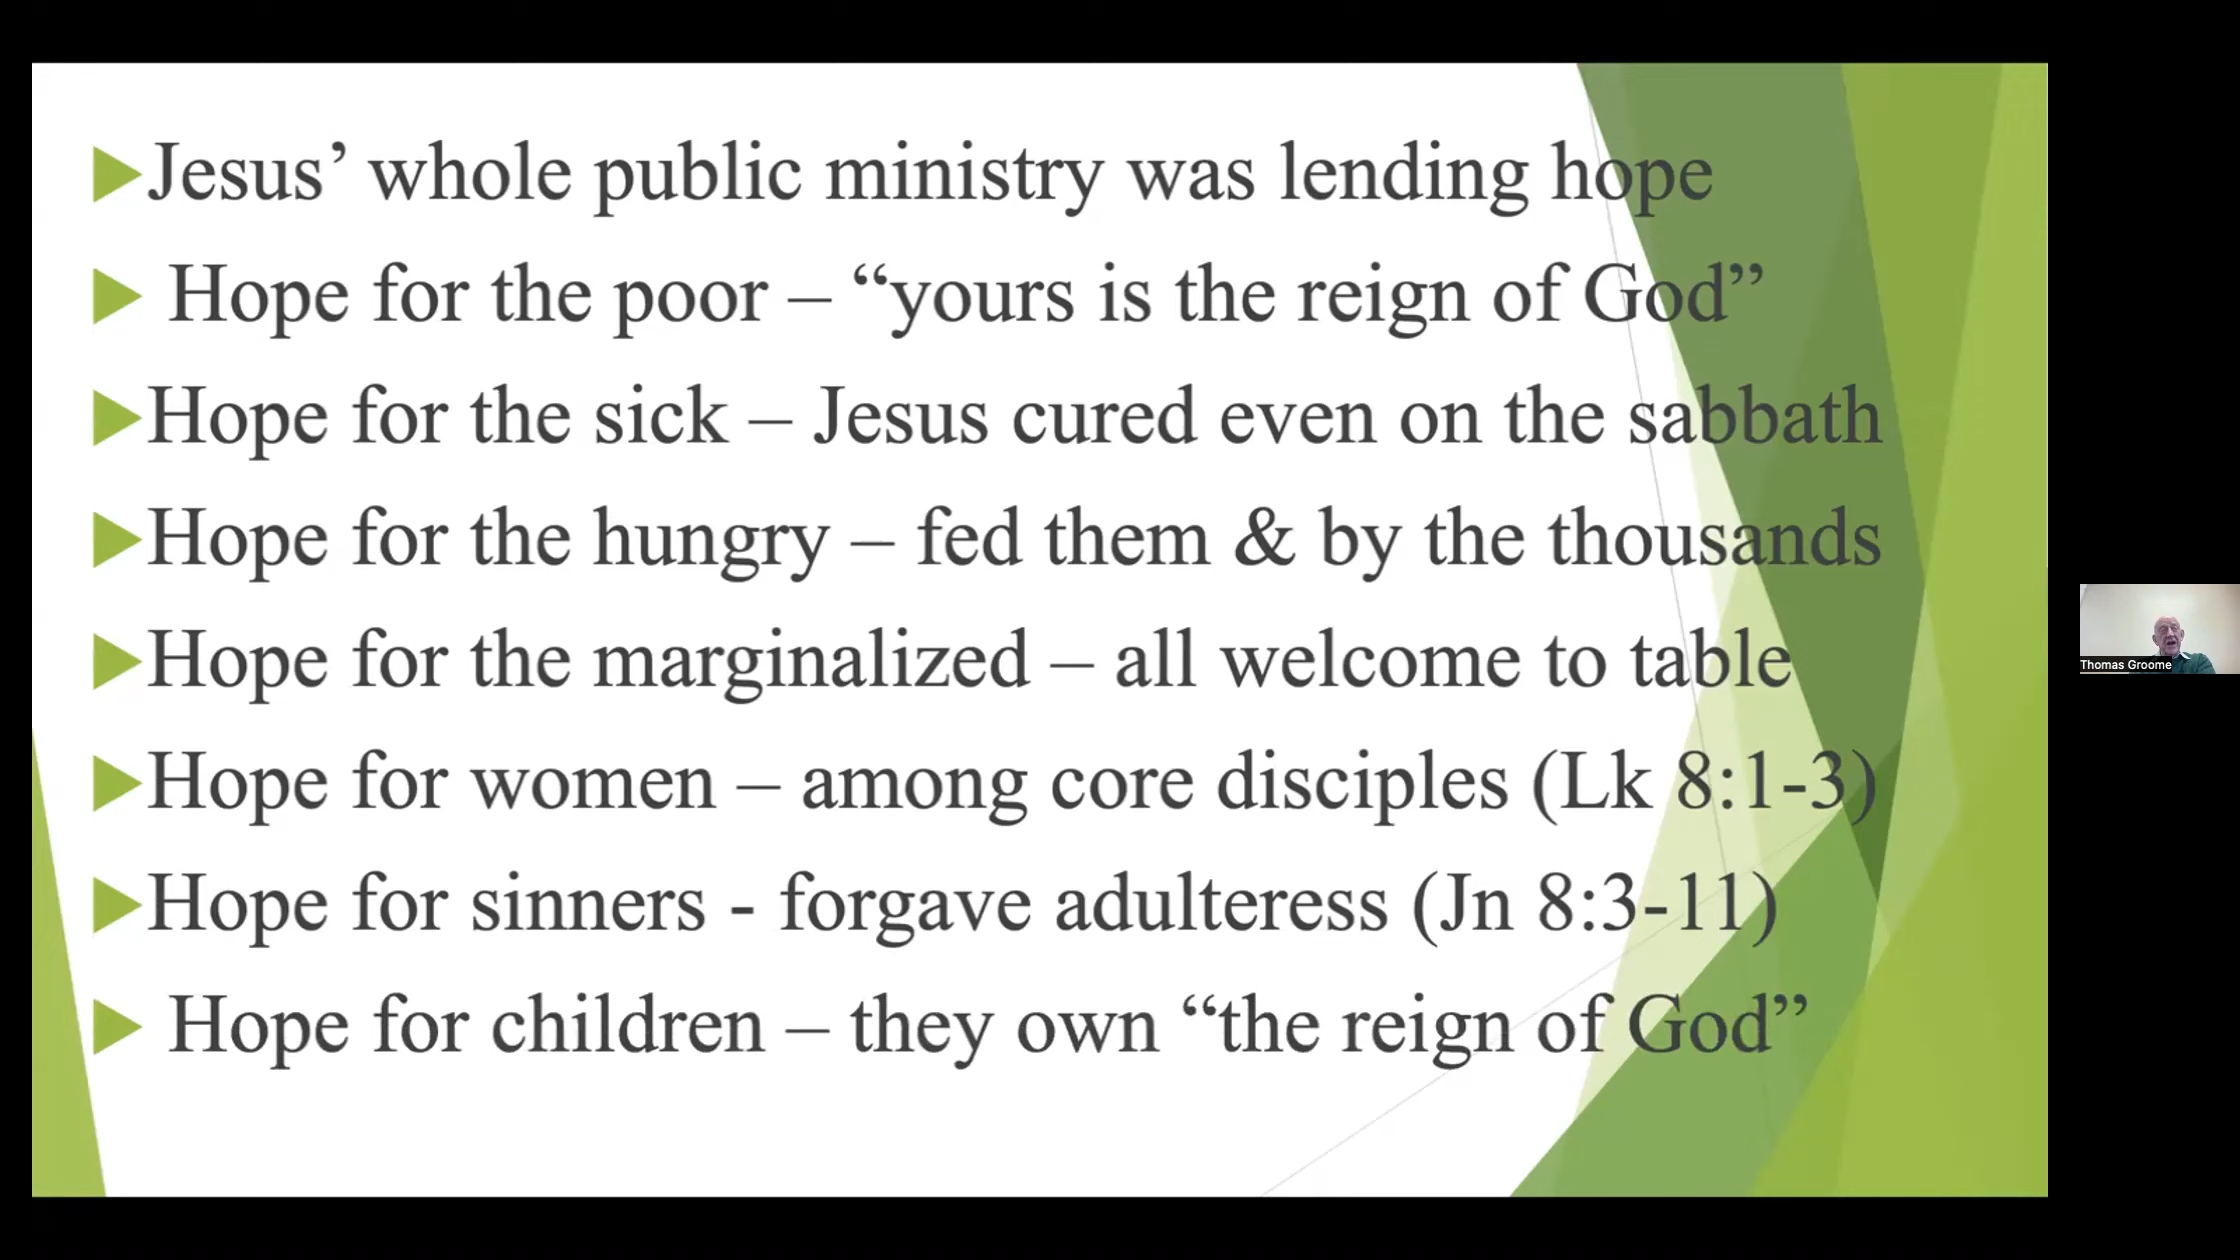 Jesus’ whole public ministry was lending hope
Hope for the poor – “yours is the reign of God”
Hope for the sick – Jesus cured even on the sabbath
Hope for the hungry – fed them & by the thousands
Hope for the marginalized – all welcome to table
Hope for women – among core disciples (Lk 8:1-3)
Hope for sinners - forgave adulteress (Jn 8:3-11)
Hope for children – they own “the reign of God”
Thomas Groome